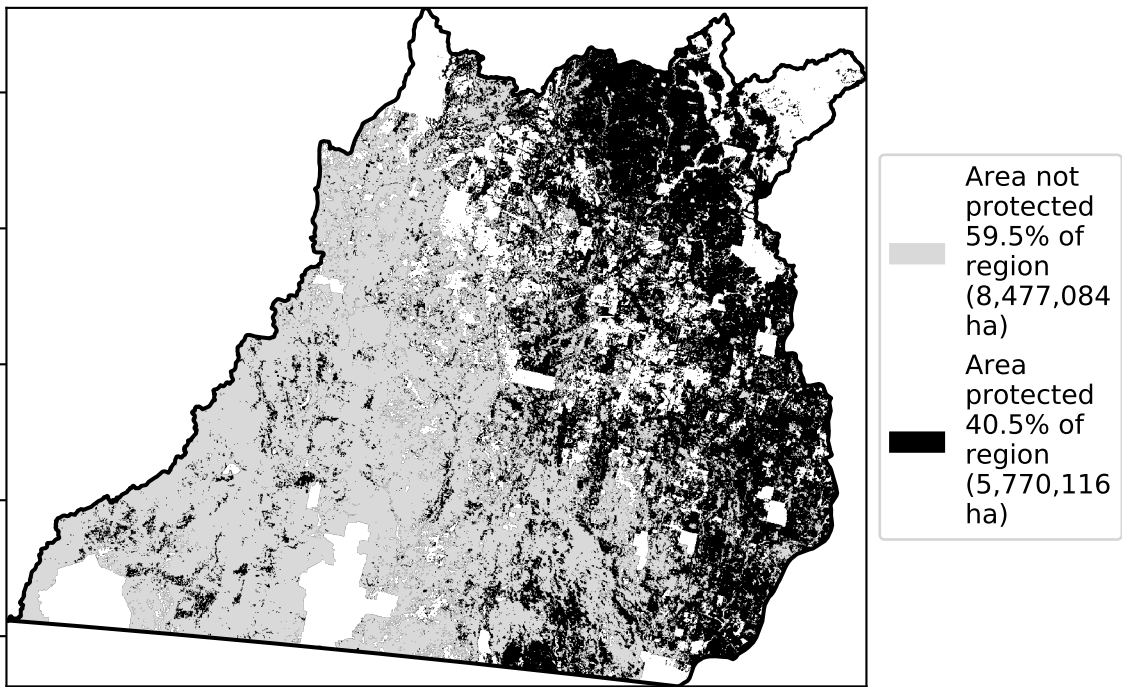 Area not
protected
59.5% of
region
(8,477,084
ha)
Area
protected
40.5% of
region
(5,770,116
ha)